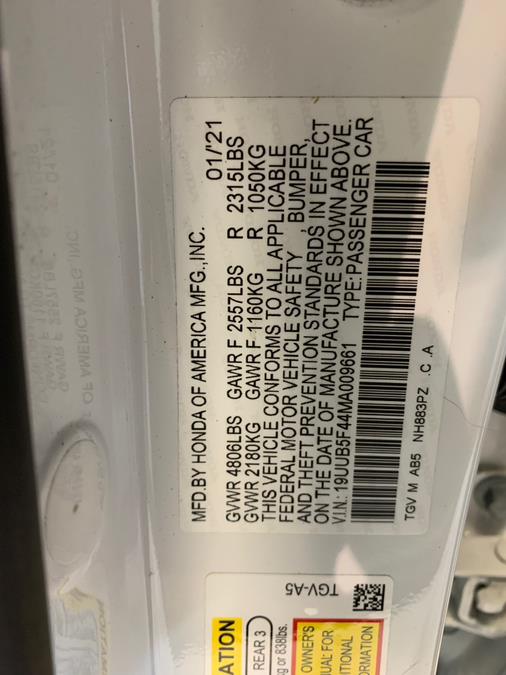 MFD.BY HONDA OF AMERICA MFG.,INC. 01/'21
GVWR 4806LBS GAWR F 2557LBS R 2315LBS
GVWR 2180KG GAWR F 1160KG R 1050KG
THIS VEHICLE CONFORMS TO ALL APPLICABLE
FEDERAL MOTOR VEHICLE SAFETY , BUMPER,
AND THEFT PREVENTION STANDARDS IN EFFECT
ON THE DATE OF MANUFACTURE SHOWN ABOVE.
V.I.N: 19UUB5F44MA009661 TYPE:PASSENGER CAR
TGV M AB5 NH883PZ .C .A
TGV-A5
ATION
REAR 3
g or 838lbs.
OWNER'S
UAL FOR
ITIONAL
RMATION